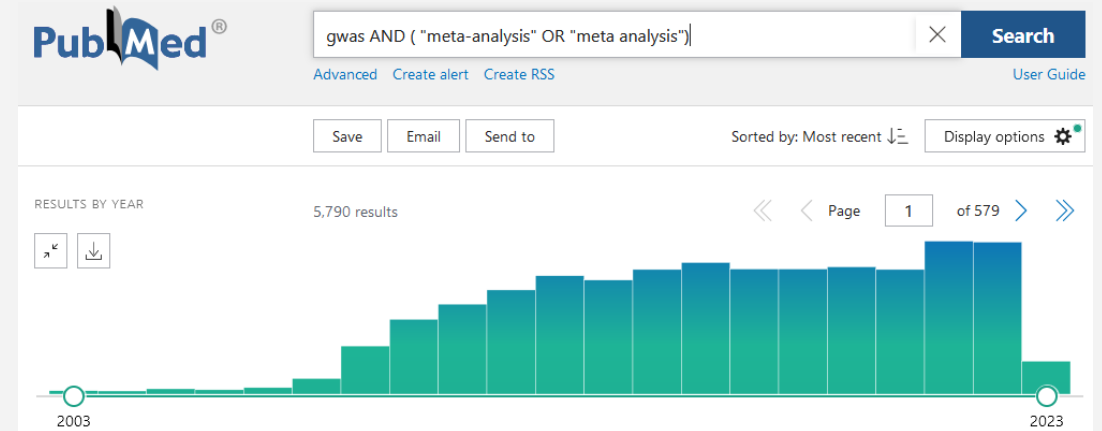 PubMed®
gwas AND ( "meta-analysis" OR "meta analysis")
Search
Advanced Create alert Create RSS
User Guide
Save Email Send to
Sorted by: Most recent
Display options
RESULTS BY YEAR
5,790 results
Page 1 of 579
2003
2023